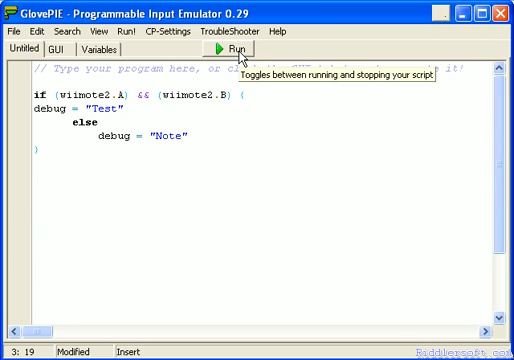 GlovePIE - Programmable Input Emulator 0.29
File Edit Search View Run! CP-Settings TroubleShooter Help
Untitled GUI Variables Run
// Type your program here, or cl
it!
Toggles between running and stopping your script
if (wiimote2.A) && (wiimote2.B) {
debug = "Test"
else
debug = "Note"
}
3: 19 Modified Insert
Riddlersoft.com